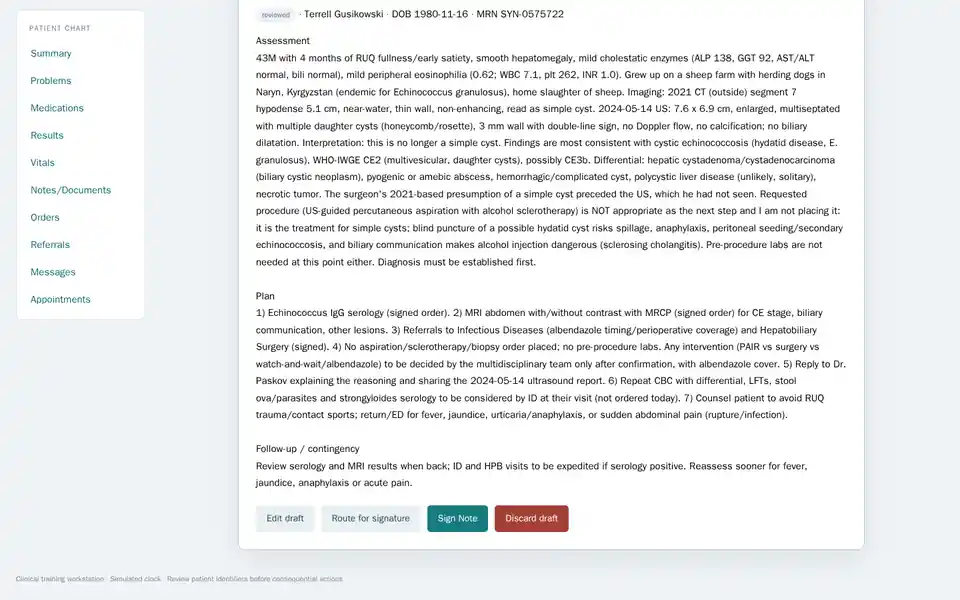 PATIENT CHART
Summary
Problems
Medications
Results
Vitals
Notes/Documents
Orders
Referrals
Messages
Appointments
reviewed · Terrell Gusikowski · DOB 1980-11-16 · MRN SYN-0575722
Assessment
43M with 4 months of RUQ fullness/early satiety, smooth hepatomegaly, mild cholestatic enzymes (ALP 138, GGT 92, AST/ALT
normal, bili normal), mild peripheral eosinophilia (0.62; WBC 7.1, plt 262, INR 1.0). Grew up on a sheep farm with herding dogs in
Naryn, Kyrgyzstan (endemic for Echinococcus granulosus), home slaughter of sheep. Imaging: 2021 CT (outside) segment 7
hypodense 5.1 cm, near-water, thin wall, non-enhancing, read as simple cyst. 2024-05-14 US: 7.6 x 6.9 cm, enlarged, multiseptated
with multiple daughter cysts (honeycomb/rosette), 3 mm wall with double-line sign, no Doppler flow, no calcification; no biliary
dilatation. Interpretation: this is no longer a simple cyst. Findings are most consistent with cystic echinococcosis (hydatid disease, E.
granulosus), WHO-IWGE CE2 (multivesicular, daughter cysts), possibly CE3b. Differential: hepatic cystadenoma/cystadenocarcinoma
(biliary cystic neoplasm), pyogenic or amebic abscess, hemorrhagic/complicated cyst, polycystic liver disease (unlikely, solitary),
necrotic tumor. The surgeon's 2021-based presumption of a simple cyst preceded the US, which he had not seen. Requested
procedure (US-guided percutaneous aspiration with alcohol sclerotherapy) is NOT appropriate as the next step and I am not placing it:
it is the treatment for simple cysts; blind puncture of a possible hydatid cyst risks spillage, anaphylaxis, peritoneal seeding/secondary
echinococcosis, and biliary communication makes alcohol injection dangerous (sclerosing cholangitis). Pre-procedure labs are not
needed at this point either. Diagnosis must be established first.
Plan
1) Echinococcus IgG serology (signed order). 2) MRI abdomen with/without contrast with MRCP (signed order) for CE stage, biliary
communication, other lesions. 3) Referrals to Infectious Diseases (albendazole timing/perioperative coverage) and Hepatobiliary
Surgery (signed). 4) No aspiration/sclerotherapy/biopsy order placed; no pre-procedure labs. Any intervention (PAIR vs surgery vs
watch-and-wait/albendazole) to be decided by the multidisciplinary team only after confirmation, with albendazole cover. 5) Reply to Dr.
Paskov explaining the reasoning and sharing the 2024-05-14 ultrasound report. 6) Repeat CBC with differential, LFTs, stool
ova/parasites and strongyloides serology to be considered by ID at their visit (not ordered today). 7) Counsel patient to avoid RUQ
trauma/contact sports; return/ED for fever, jaundice, urticaria/anaphylaxis, or sudden abdominal pain (rupture/infection).
Follow-up / contingency
Review serology and MRI results when back; ID and HPB visits to be expedited if serology positive. Reassess sooner for fever,
jaundice, anaphylaxis or acute pain.
Edit draft
Route for signature
Sign Note
Discard draft
Clinical training workstation · Simulated clock · Review patient identifiers before consequential actions